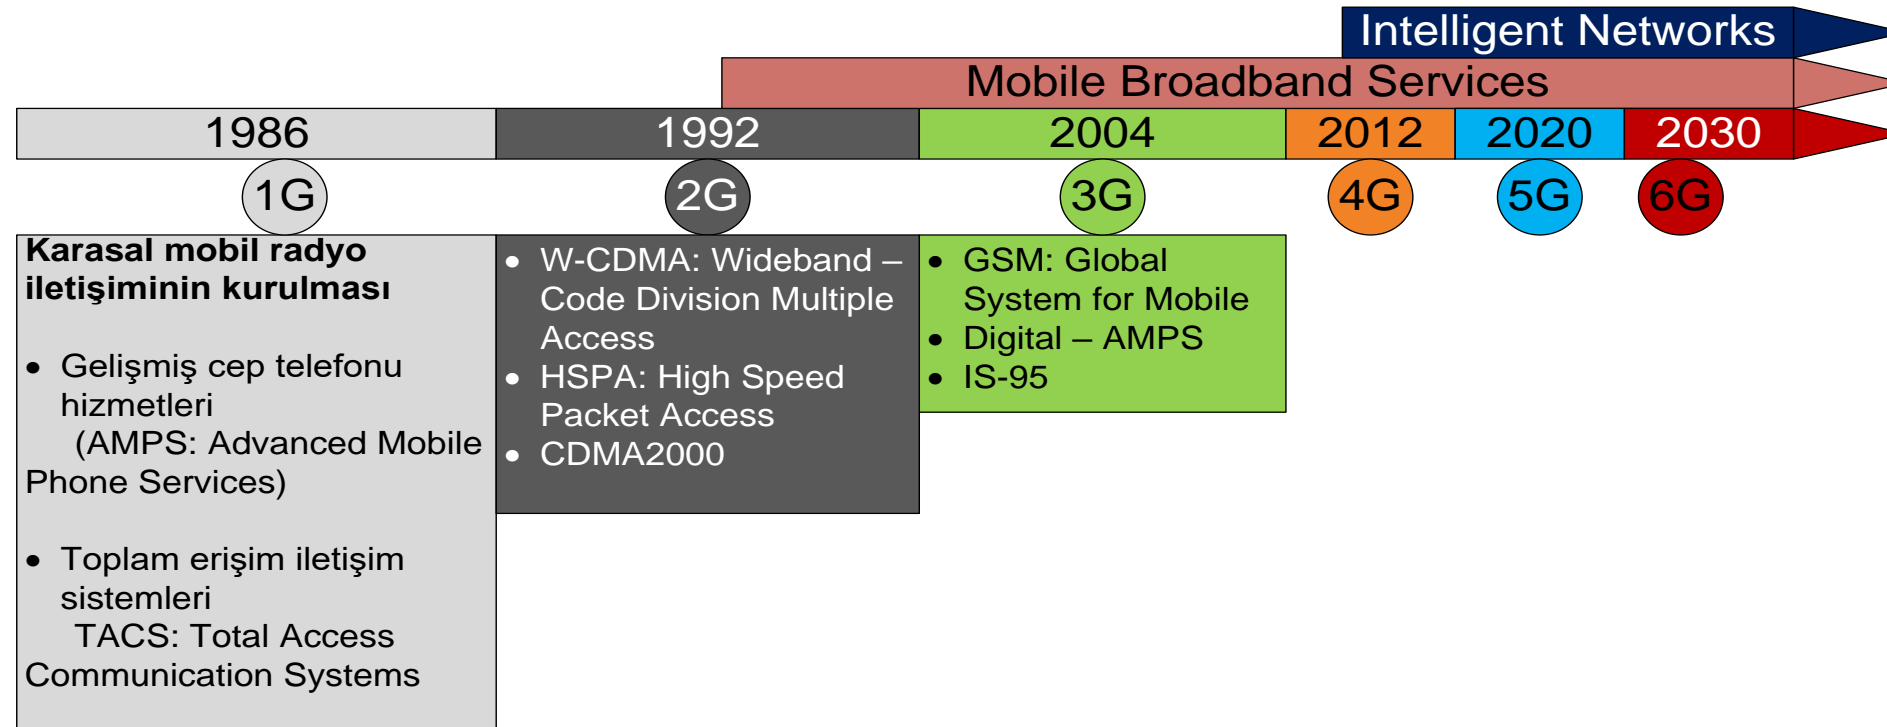 Intelligent Networks
Mobile Broadband Services
1986
1992
2004
2012
2020
2030
1G
2G
3G
4G
5G
6G
Karasal mobil radyo
iletişiminin kurulması
• Gelişmiş cep telefonu
hizmetleri
(AMPS: Advanced Mobile
Phone Services)
• Toplam erişim iletişim
sistemleri
TACS: Total Access
Communication Systems
• W-CDMA: Wideband –
Code Division Multiple
Access
• HSPA: High Speed
Packet Access
• CDMA2000
• GSM: Global
System for Mobile
• Digital – AMPS
• IS-95